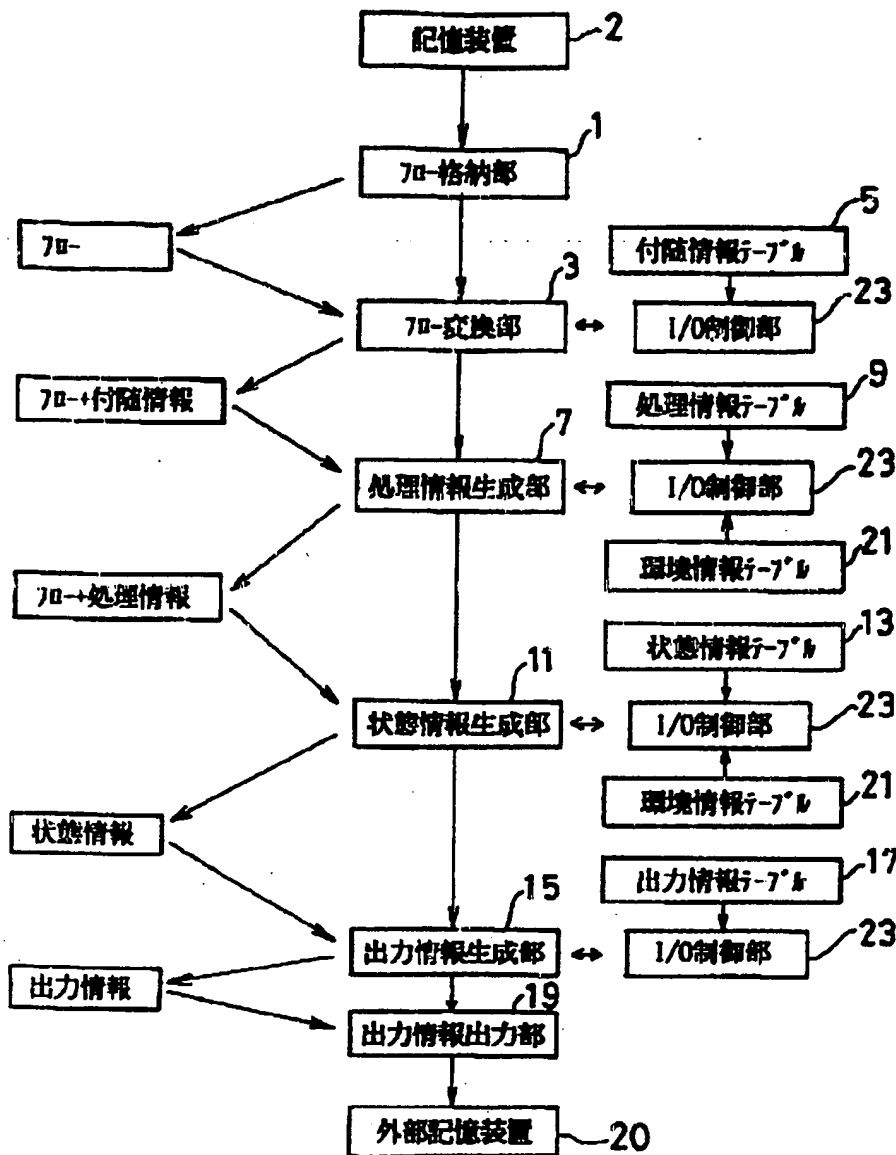 記憶装置
2
1
フロー格納部
5
フロー
付随情報テーブル
3
23
フロー変換部
I/O制御部
フロー+付随情報
9
処理情報テーブル
7
23
処理情報生成部
I/O制御部
21
環境情報テーブル
フロー+処理情報
13
状態情報テーブル
11
23
状態情報生成部
I/O制御部
21
環境情報テーブル
状態情報
17
出力情報テーブル
15
23
出力情報生成部
I/O制御部
出力情報
19
出力情報出力部
外部記憶装置
20